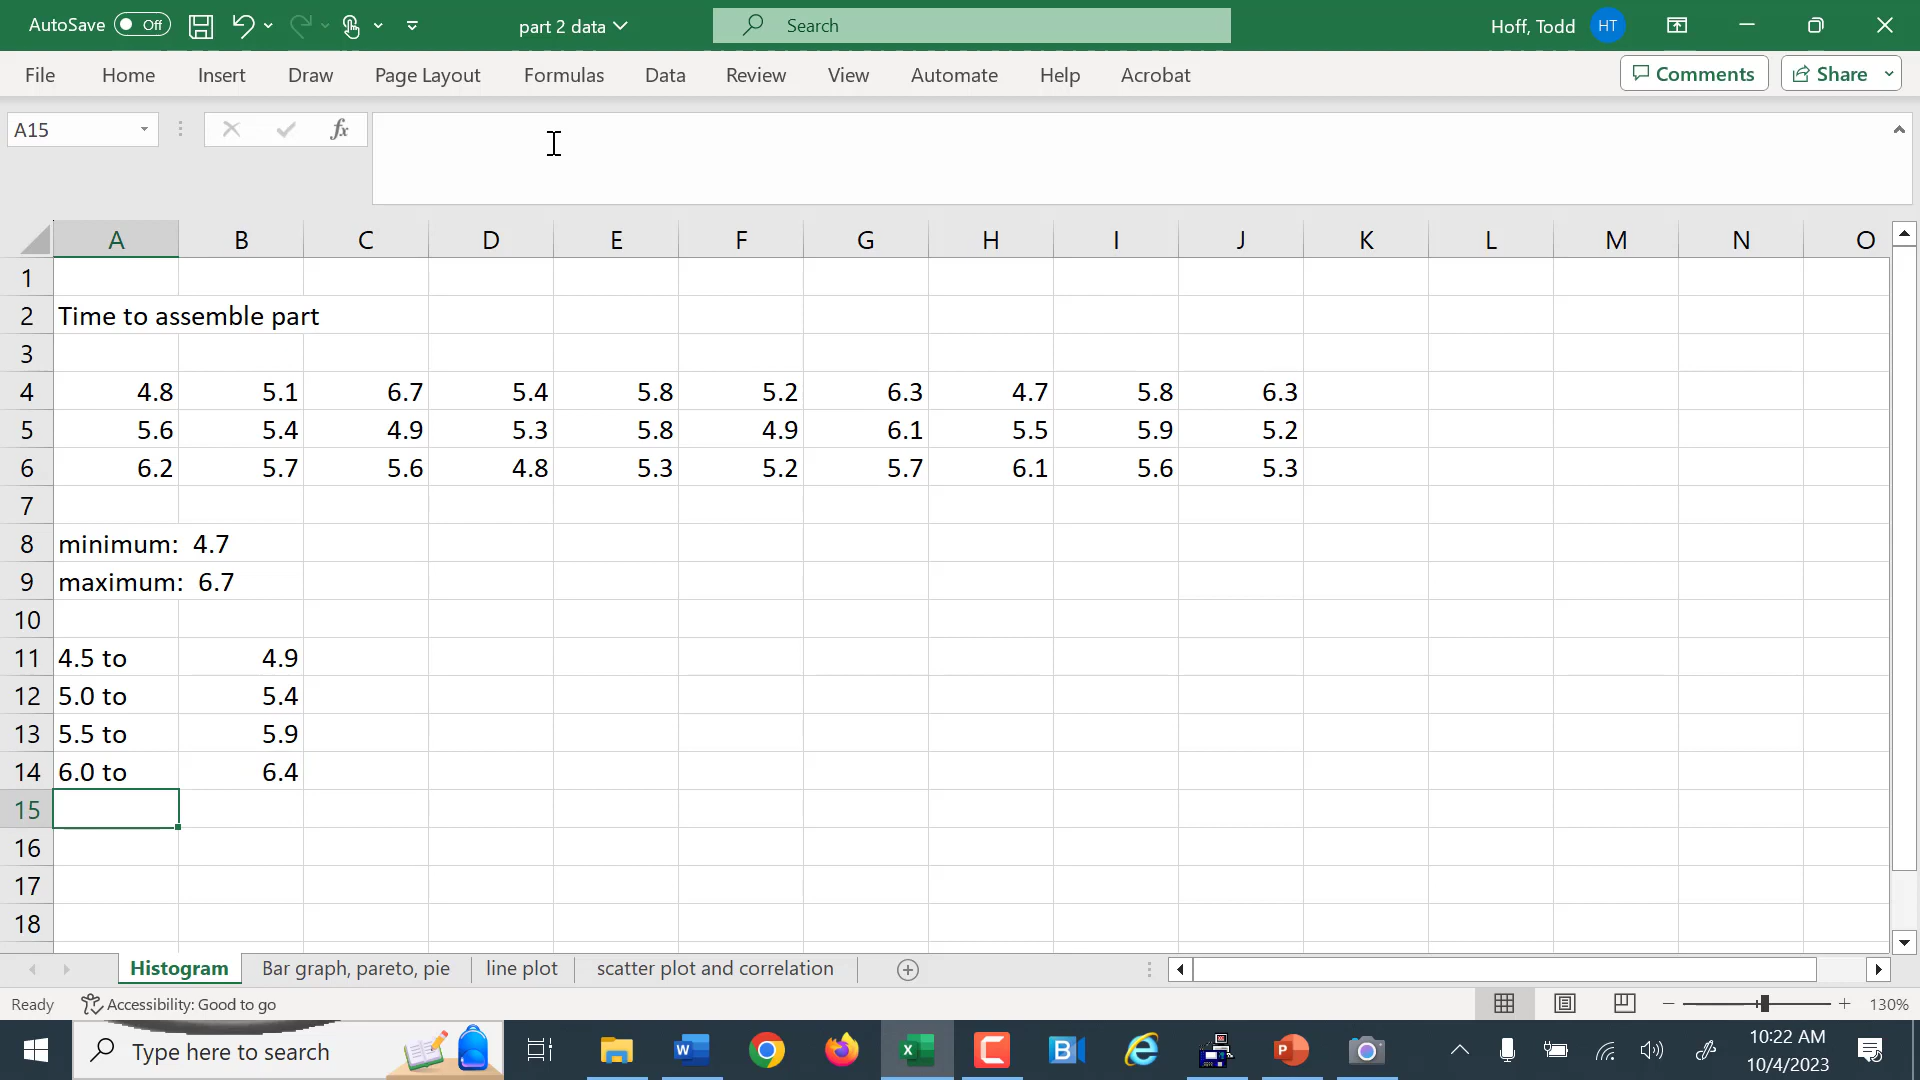 AutoSave Off part 2 data Search Hoff, Todd HT
File Home Insert Draw Page Layout Formulas Data Review View Automate Help Acrobat Comments Share
A15 fx
A B C D E F G H I J K L M N O
1
2 Time to assemble part
3
4 4.8 5.1 6.7 5.4 5.8 5.2 6.3 4.7 5.8 6.3
5 5.6 5.4 4.9 5.3 5.8 4.9 6.1 5.5 5.9 5.2
6 6.2 5.7 5.6 4.8 5.3 5.2 5.7 6.1 5.6 5.3
7
8 minimum: 4.7
9 maximum: 6.7
10
11 4.5 to 4.9
12 5.0 to 5.4
13 5.5 to 5.9
14 6.0 to 6.4
15
16
17
18
Histogram Bar graph, pareto, pie line plot scatter plot and correlation
Ready Accessibility: Good to go 130%
Type here to search 10:22 AM
10/4/2023